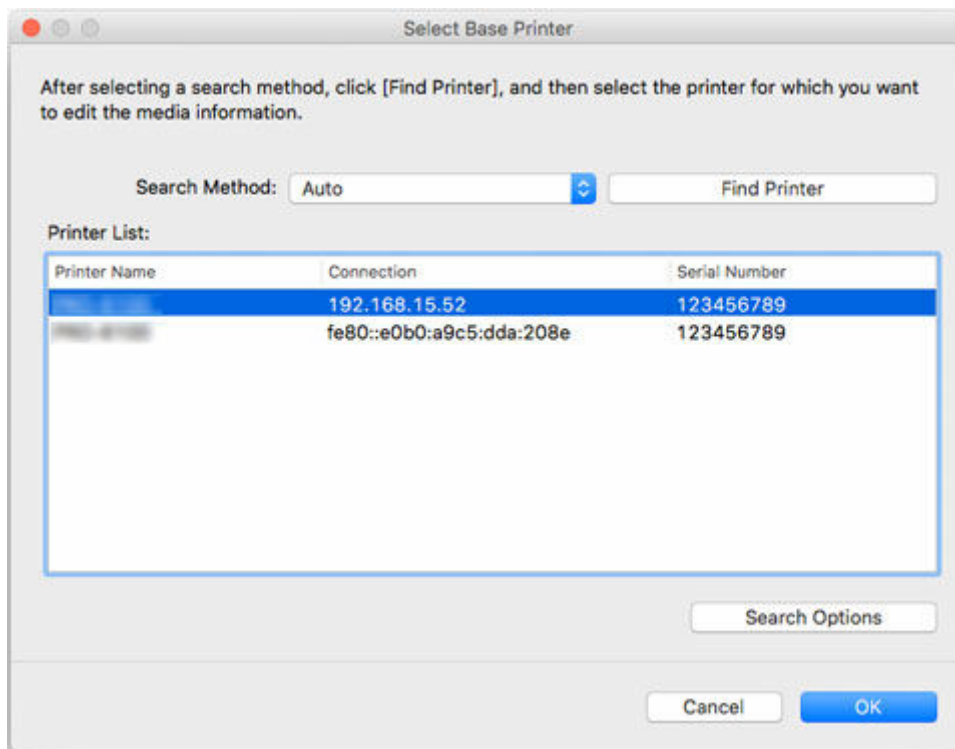 Select Base Printer
After selecting a search method, click [Find Printer], and then select the printer for which you want
to edit the media information.
Search Method: Auto Find Printer
Printer List:
Printer Name Connection Serial Number
192.168.15.52 123456789
fe80::e0b0:a9c5:dda:208e 123456789
Search Options
Cancel OK